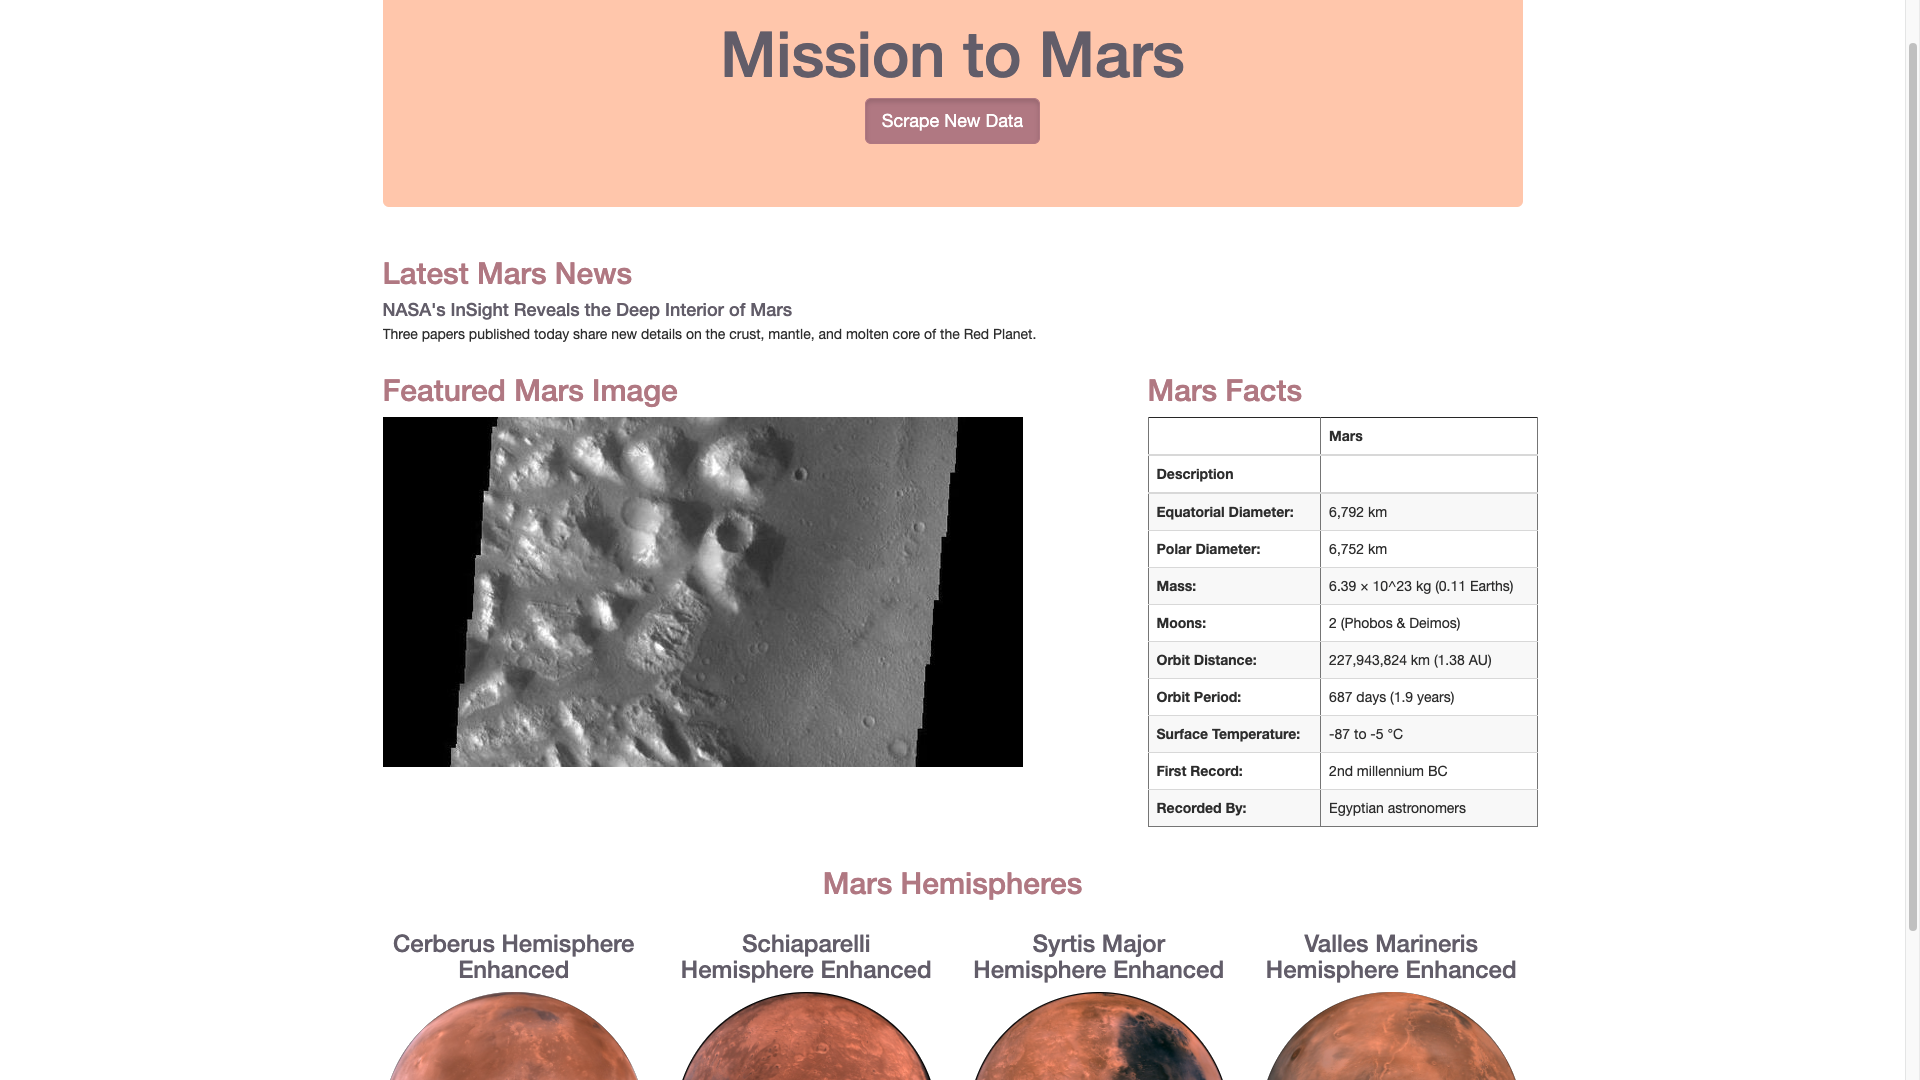 Mission to Mars
Scrape New Data
Latest Mars News
NASA's InSight Reveals the Deep Interior of Mars
Three papers published today share new details on the crust, mantle, and molten core of the Red Planet.
Featured Mars Image
Mars Facts
Mars
Description
Equatorial Diameter: 6,792 km
Polar Diameter: 6,752 km
Mass: 6.39 × 10^23 kg (0.11 Earths)
Moons: 2 (Phobos & Deimos)
Orbit Distance: 227,943,824 km (1.38 AU)
Orbit Period: 687 days (1.9 years)
Surface Temperature: -87 to -5 °C
First Record: 2nd millennium BC
Recorded By: Egyptian astronomers
Mars Hemispheres
Cerberus Hemisphere
Enhanced
Schiaparelli
Hemisphere Enhanced
Syrtis Major
Hemisphere Enhanced
Valles Marineris
Hemisphere Enhanced